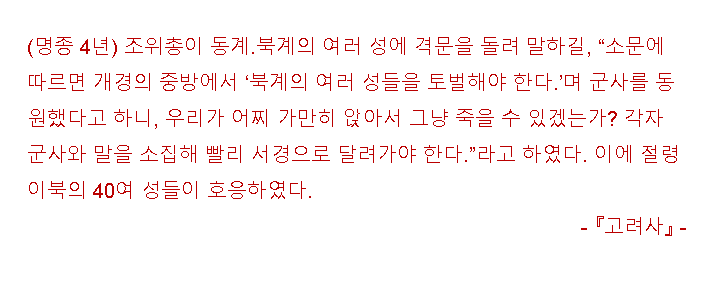 (명종 4년) 조위총이 동계.북계의 여러 성에 격문을 돌려 말하길, “소문에
따르면 개경의 중방에서 ‘북계의 여러 성들을 토벌해야 한다.’며 군사를 동
원했다고 하니, 우리가 어찌 가만히 앉아서 그냥 죽을 수 있겠는가? 각자
군사와 말을 소집해 빨리 서경으로 달려가야 한다.”라고 하였다. 이에 절령
이북의 40여 성들이 호응하였다.
- 『고려사』 -